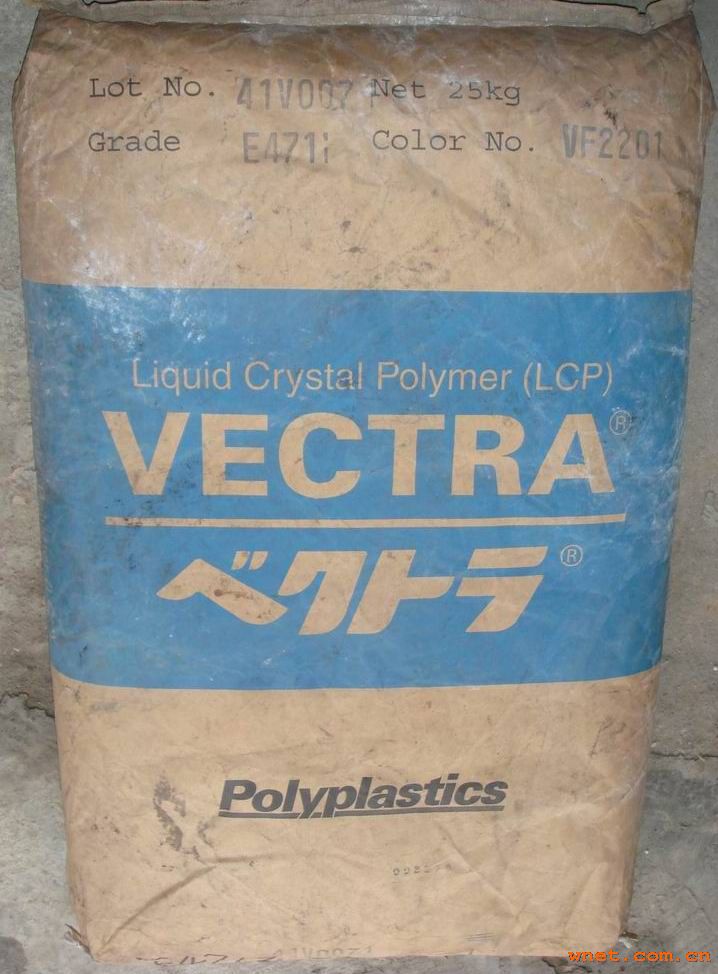 Lot No. 41V007 Net 25kg
Grade E471i Color No. VF2201
Liquid Crystal Polymer (LCP)
VECTRA®
ベクトラ®
Polyplastics
wnet.com.cn